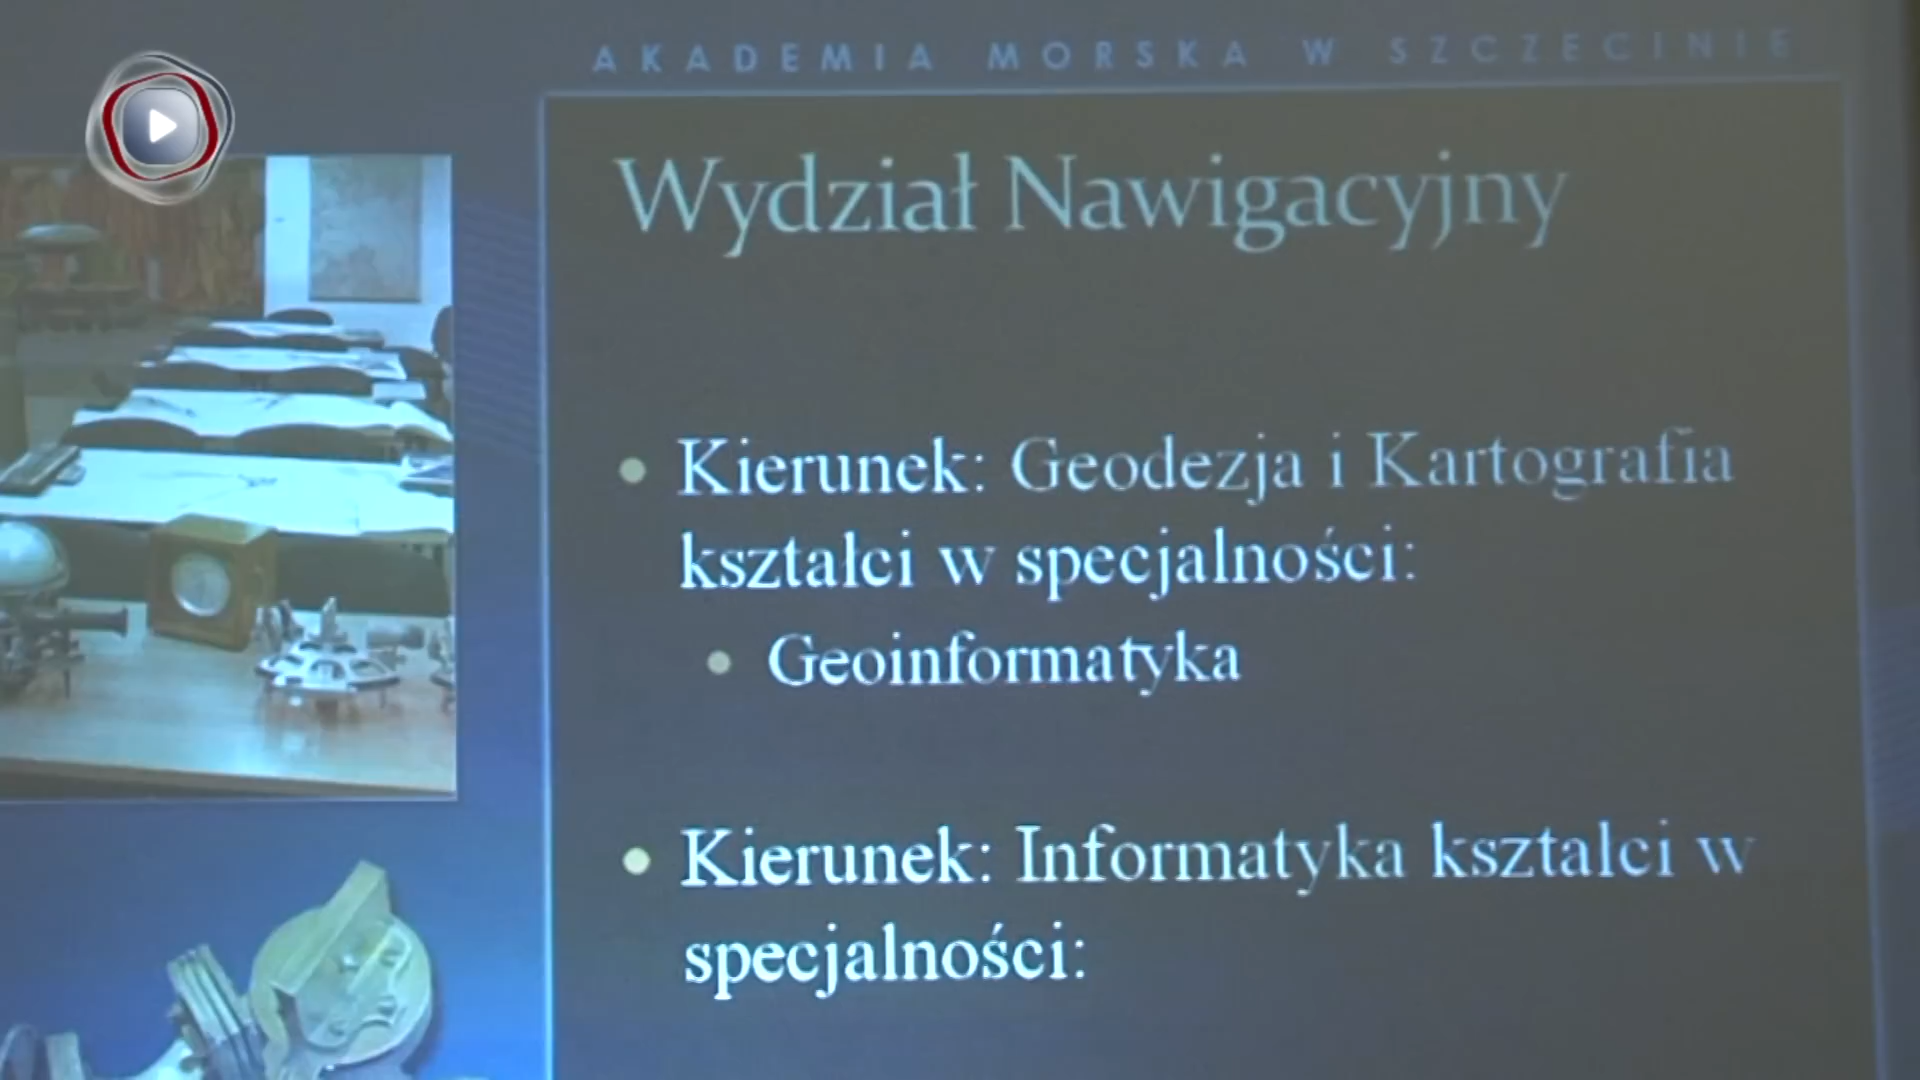 AKADEMIA MORSKA W SZCZECINIE
Wydział Nawigacyjny
• Kierunek: Geodezja i Kartografia
kształci w specjalności:
• Geoinformatyka
• Kierunek: Informatyka kształci w
specjalności: